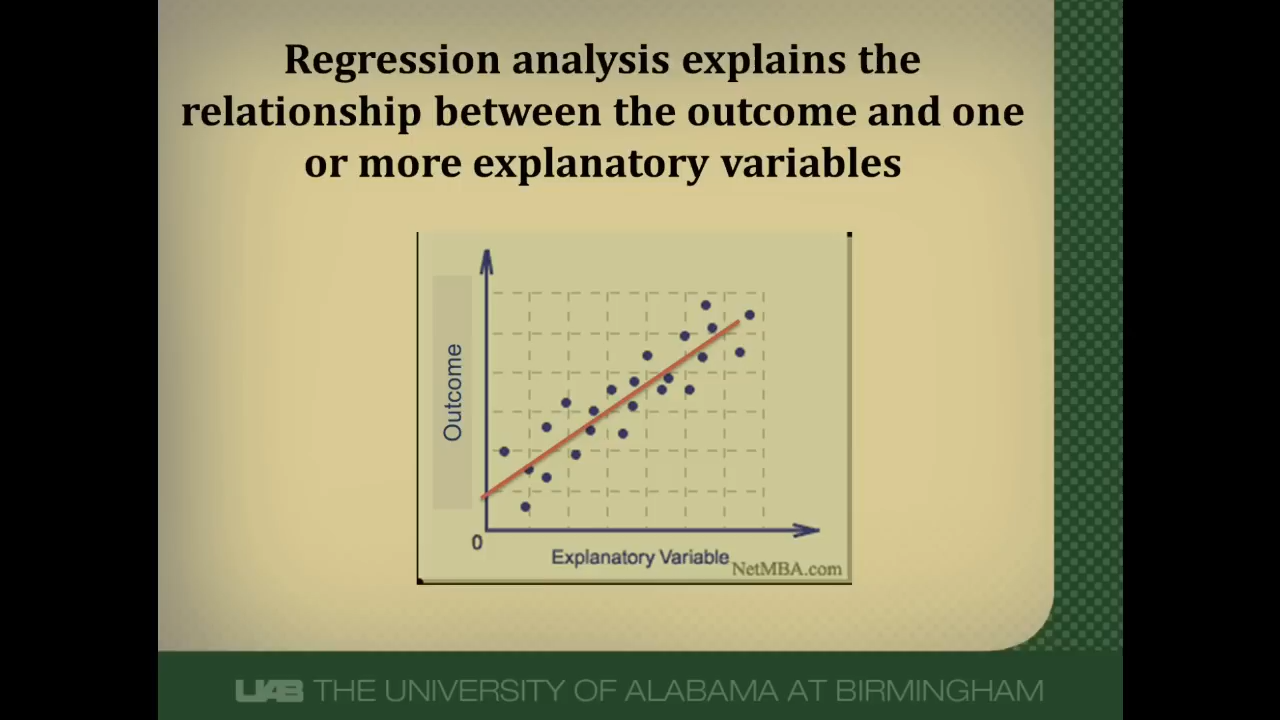 Regression analysis explains the
relationship between the outcome and one
or more explanatory variables
Outcome
0
Explanatory Variable
NetMBA.com
UAB THE UNIVERSITY OF ALABAMA AT BIRMINGHAM